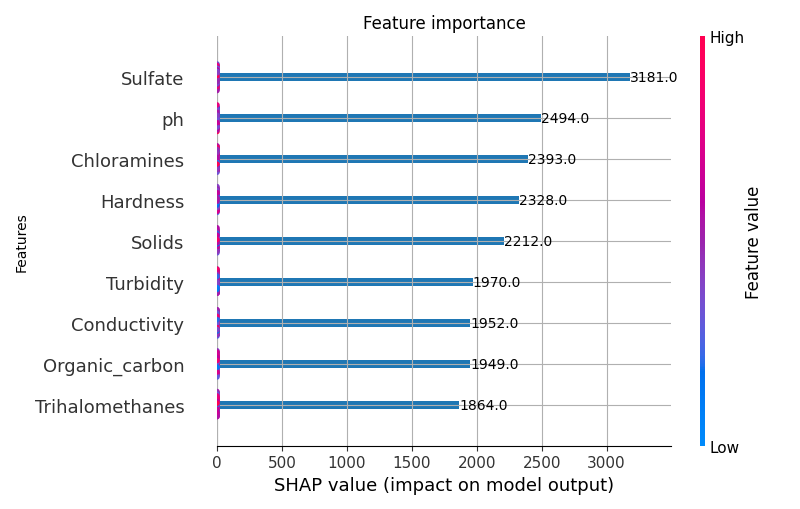 Feature importance
High
Sulfate 3181.0
ph 2494.0
Chloramines 2393.0
Hardness 2328.0
Solids 2212.0
Turbidity 1970.0
Conductivity 1952.0
Organic_carbon 1949.0
Trihalomethanes 1864.0
Features
Feature value
Low
0 500 1000 1500 2000 2500 3000
SHAP value (impact on model output)